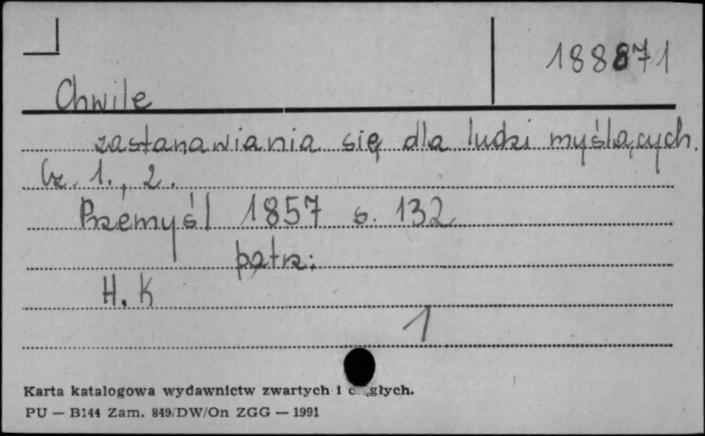 188871
Chwile
zastanawiania się dla ludzi myślących.
Cz. 1., 2.
Przemyśl 1857 s. 132
patrz:
H. K
1
Karta katalogowa wydawnictw zwartych i ciągłych.
PU — B144 Zam. 849/DW/On ZGG — 1991